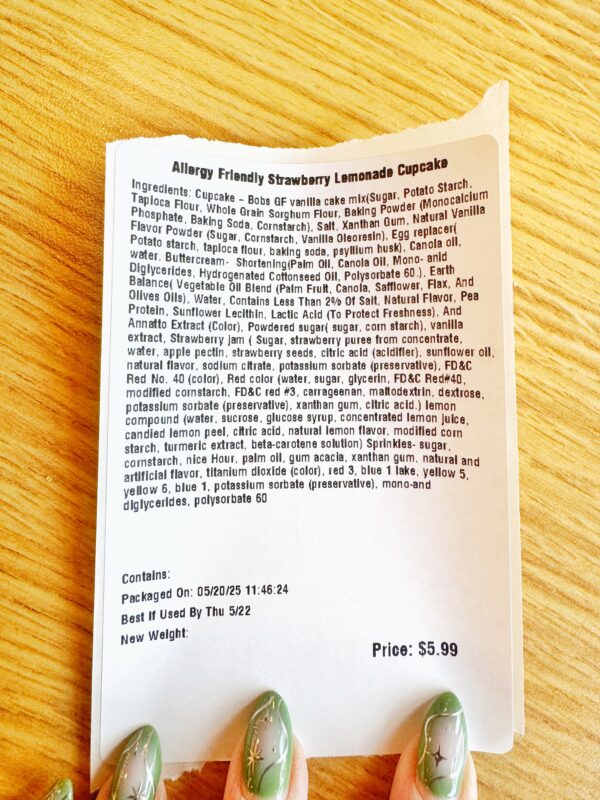 Allergy Friendly Strawberry Lemonade Cupcake
Ingredients: Cupcake - Bobs GF vanilla cake mix(Sugar, Potato Starch,
Tapioca Flour, Whole Grain Sorghum Flour, Baking Powder (Monocalcium
Phosphate, Baking Soda, Cornstarch), Salt, Xanthan Gum, Natural Vanilla
Flavor Powder (Sugar, Cornstarch, Vanilla Oleoresin), Egg replacer(
Potato starch, tapioca flour, baking soda, psyllium husk), Canola oil,
water. Buttercream- Shortening(Palm Oil, Canola Oil, Mono- anid
Diglycerides, Hydrogenated Cottonseed Oil, Polysorbate 60.), Earth
Balance( Vegetable Oil Blend (Palm Fruit, Canola, Safflower, Flax, And
Olives Oils), Water, Contains Less Than 2% Of Salt, Natural Flavor, Pea
Protein, Sunflower Lecithin, Lactic Acid (To Protect Freshness), And
Annatto Extract (Color), Powdered sugar( sugar, corn starch), vanilla
extract, Strawberry jam ( Sugar, strawberry puree from concentrate,
water, apple pectin, strawberry seeds, citric acid (acidifier), sunflower oil,
natural flavor, sodium citrate, potassium sorbate (preservative), FD&C
Red No. 40 (color), Red color (water, sugar, glycerin, FD&C Red#40,
modified cornstarch, FD&C red #3, carrageenan, maltodextrin, dextrose,
potassium sorbate (preservative), xanthan gum, citric acid.) lemon
compound (water, sucrose, glucose syrup, concentrated lemon juice,
candied lemon peel, citric acid, natural lemon flavor, modified corn
starch, turmeric extract, beta-carotene solution) Sprinkles- sugar,
cornstarch, nice Hour, palm oil, gum acacia, xanthan gum, natural and
artificial flavor, titanium dioxide (color), red 3, blue 1 lake, yellow 5,
yellow 6, blue 1, potassium sorbate (preservative), mono-and
diglycerides, polysorbate 60
Contains:
Packaged On: 05/20/25 11:46:24
Best If Used By Thu 5/22
New Weight:
Price: $5.99